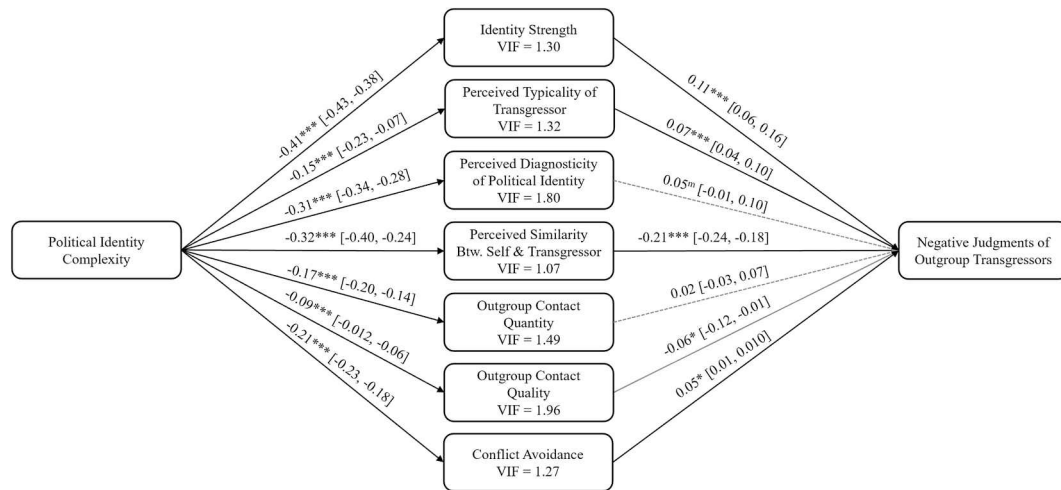 Identity Strength
VIF = 1.30
Perceived Typicality of
Transgressor
VIF = 1.32
Perceived Diagnosticity
of Political Identity
VIF = 1.80
Perceived Similarity
Btw. Self & Transgressor
VIF = 1.07
Outgroup Contact
Quantity
VIF = 1.49
Outgroup Contact
Quality
VIF = 1.96
Conflict Avoidance
VIF = 1.27
Political Identity
Complexity
Negative Judgments of
Outgroup Transgressors
-0.41*** [-0.43, -0.38]
-0.15*** [-0.23, -0.07]
-0.31*** [-0.34, -0.28]
-0.32*** [-0.40, -0.24]
-0.17*** [-0.20, -0.14]
-0.09*** [-0.012, -0.06]
-0.21*** [-0.23, -0.18]
0.11*** [0.06, 0.16]
0.07*** [0.04, 0.10]
0.05ᵐ [-0.01, 0.10]
-0.21*** [-0.24, -0.18]
0.02 [-0.03, 0.07]
-0.06* [-0.12, -0.01]
0.05* [0.01, 0.010]